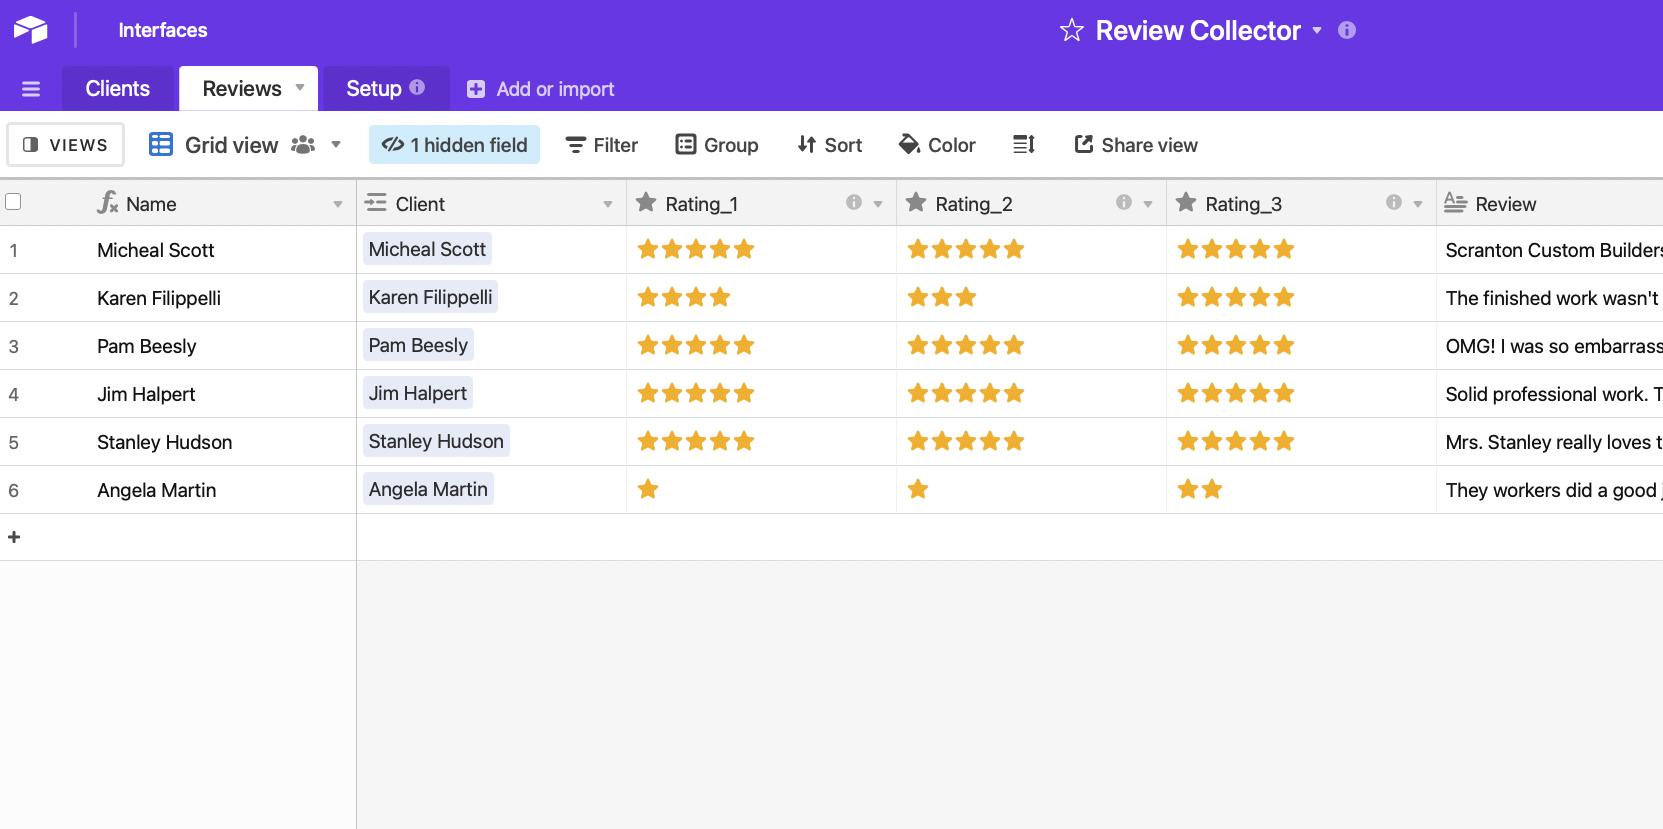 Interfaces
Review Collector
Clients
Reviews
Setup
Add or import
VIEWS
Grid view
1 hidden field
Filter
Group
Sort
Color
Share view
Name Client Rating_1 Rating_2 Rating_3 Review
1 Micheal Scott Micheal Scott Scranton Custom Builders
2 Karen Filippelli Karen Filippelli The finished work wasn't
3 Pam Beesly Pam Beesly OMG! I was so embarrass
4 Jim Halpert Jim Halpert Solid professional work. T
5 Stanley Hudson Stanley Hudson Mrs. Stanley really loves t
6 Angela Martin Angela Martin They workers did a good j